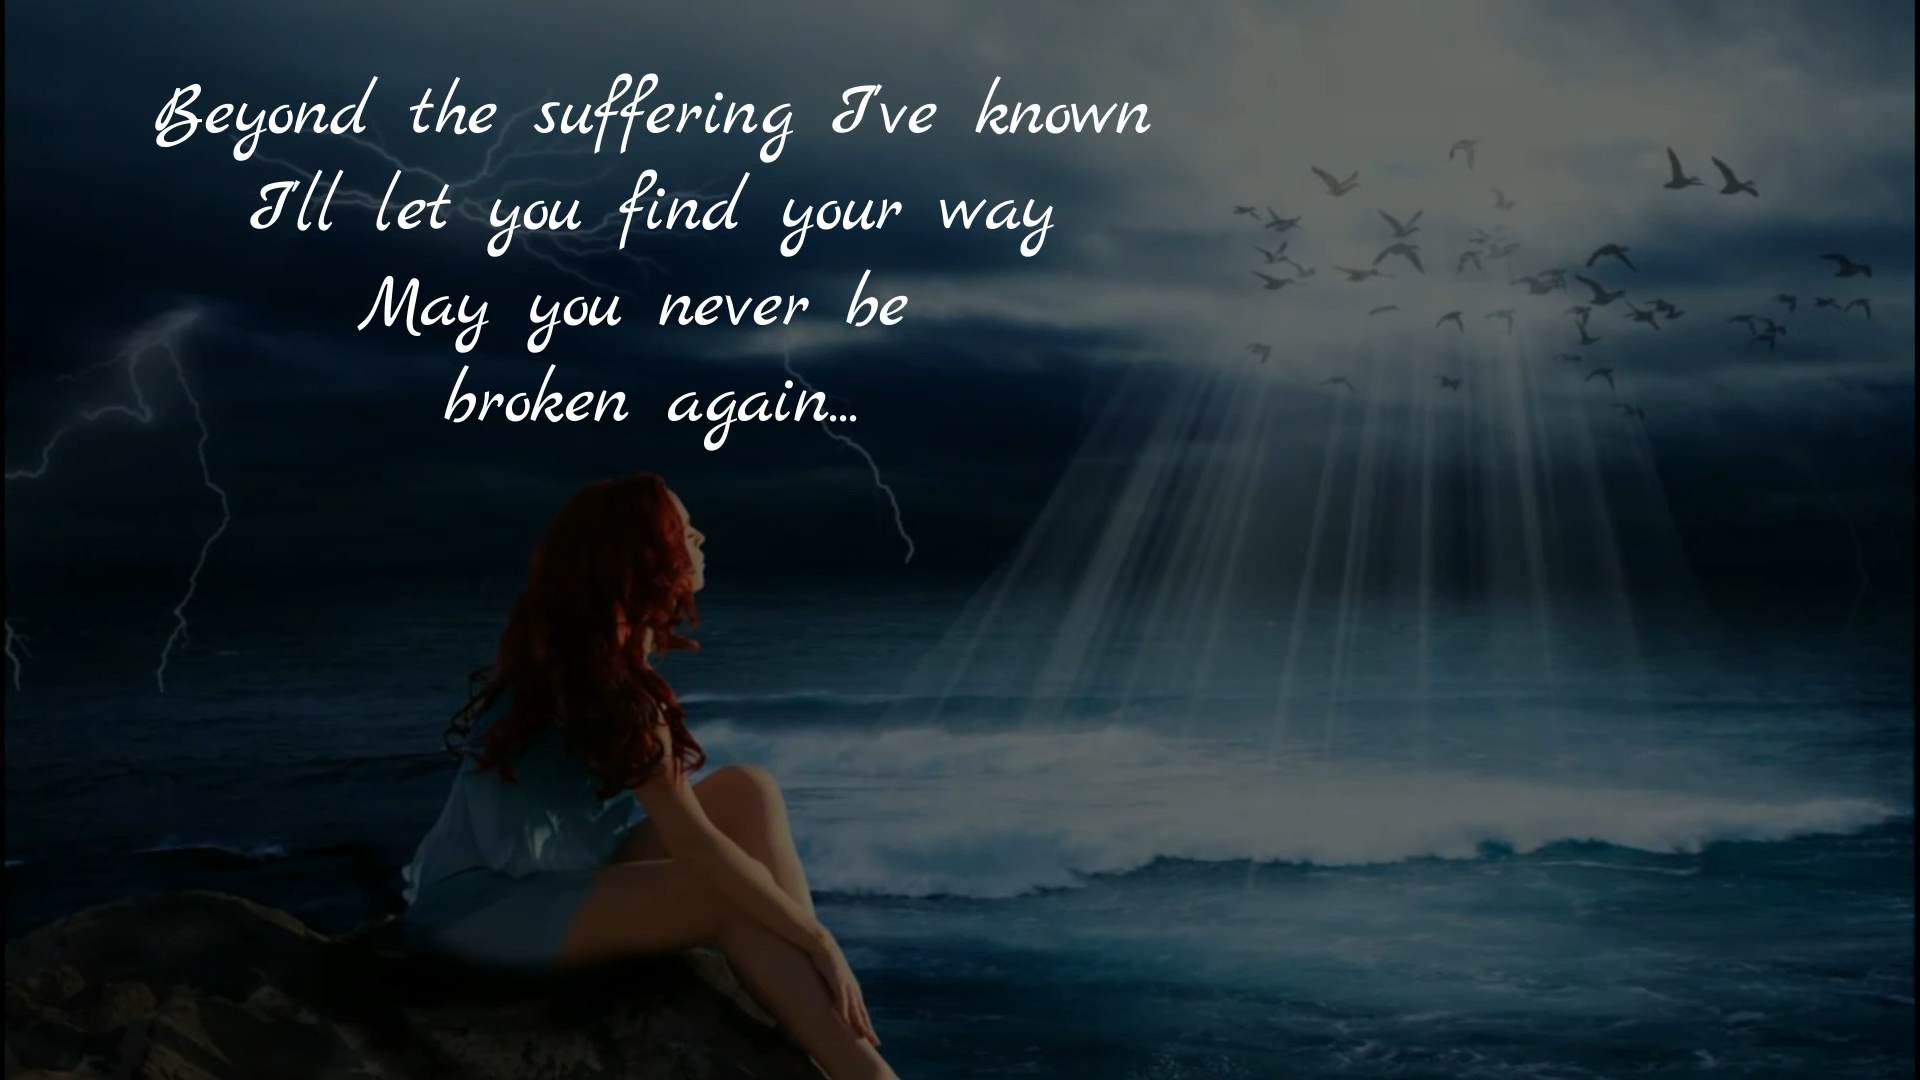 Beyond the suffering I've known
I'll let you find your way
May you never be
broken again...